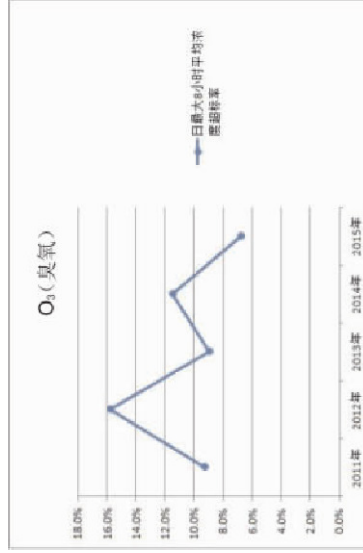 O₃(臭氧)
18.0%
16.0%
14.0%
12.0%
10.0%
8.0%
6.0%
4.0%
2.0%
0.0%
2011年
2012年
2013年
2014年
2015年
日最大8小时平均浓
度超标率